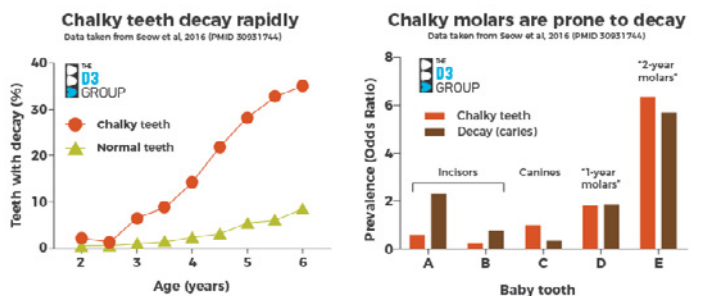 Chalky teeth decay rapidly
Data taken from Seow et al, 2016 (PMID 30931744)
THE
D3
GROUP
Chalky teeth
Normal teeth
Teeth with decay (%)
40
30
20
10
0
2
3
4
5
6
Age (years)
Chalky molars are prone to decay
Data taken from Seow et al, 2016 (PMID 30931744)
THE
D3
GROUP
"2-year
molars"
Chalky teeth
Decay (caries)
Incisors
Canines
"1-year
molars"
Prevalence (Odds Ratio)
8
6
4
2
0
A
B
C
D
E
Baby tooth